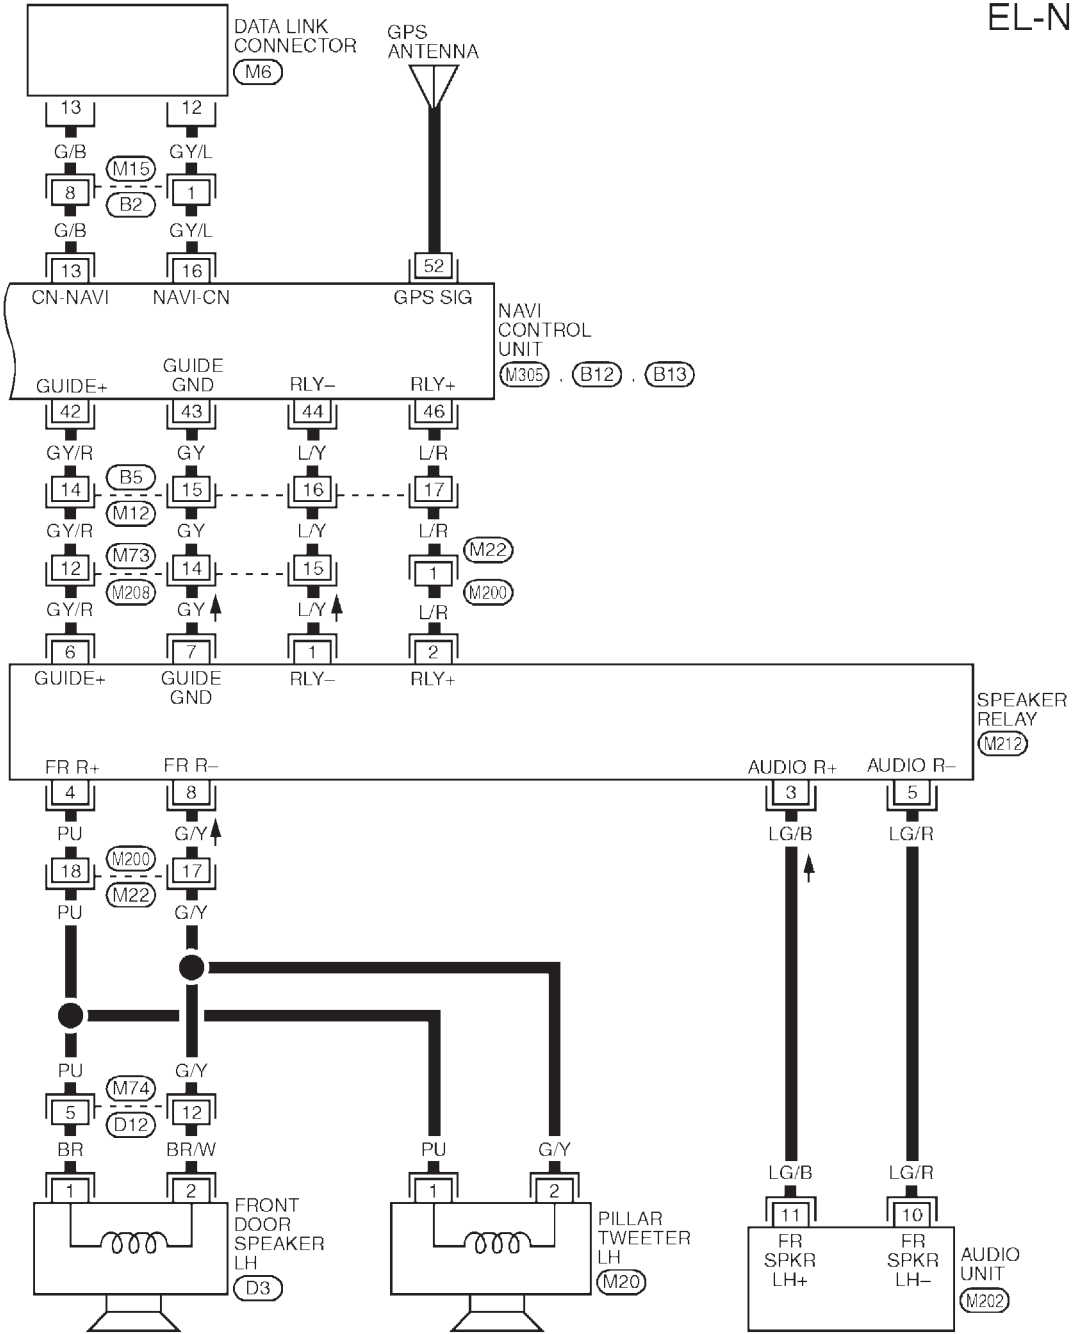 EL-N
DATA LINK
CONNECTOR
M6
GPS
ANTENNA
13 12
G/B GY/L
M15
8 1
B2
G/B GY/L
13 16 52
CN-NAVI NAVI-CN GPS SIG
NAVI
CONTROL
UNIT
M305 , B12 , B13
GUIDE+ GUIDE
GND RLY– RLY+
42 43 44 46
GY/R GY L/Y L/R
B5
14 15 16 17
M12
GY/R GY L/Y L/R
M73 M22
12 14 15 1
M208 M200
GY/R GY L/Y L/R
6 7 1 2
GUIDE+ GUIDE
GND RLY– RLY+
SPEAKER
RELAY
M212
FR R+ FR R– AUDIO R+ AUDIO R–
4 8 3 5
PU G/Y LG/B LG/R
M200
18 17
M22
PU G/Y
PU G/Y
M74
5 12
D12
BR BR/W PU G/Y LG/B LG/R
1 2 1 2 11 10
FRONT
DOOR
SPEAKER
LH
D3
PILLAR
TWEETER
LH
M20
FR
SPKR
LH+
FR
SPKR
LH–
AUDIO
UNIT
M202